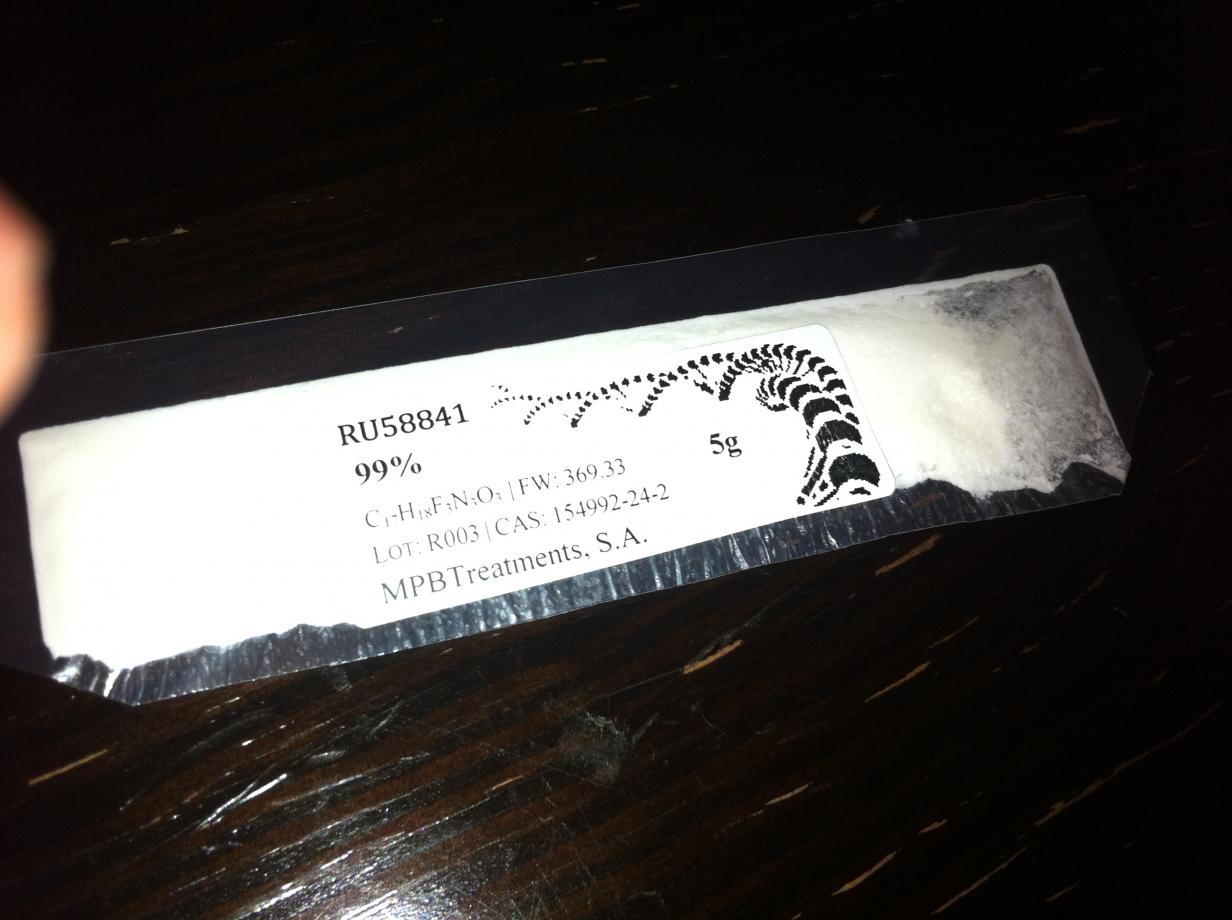 RU58841
99%
5g
C₁₇H₁₈F₃N₃O₃ | FW: 369.33
LOT: R003 | CAS: 154992-24-2
MPBTreatments, S.A.